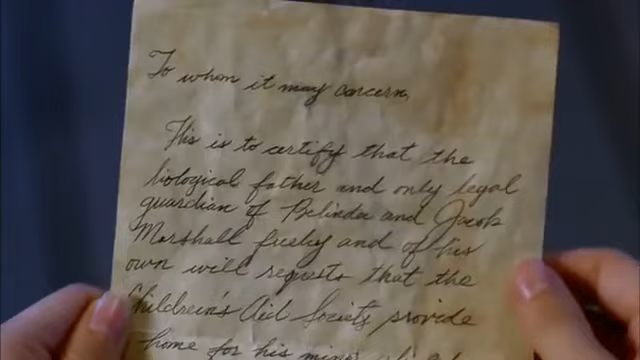 To whom it may concern,
This is to certify that the
biological father and only legal
guardian of Belinda and Jacob
Marshall freely and of his
own will requests that the
Children's Aid Society provide
home for his minor